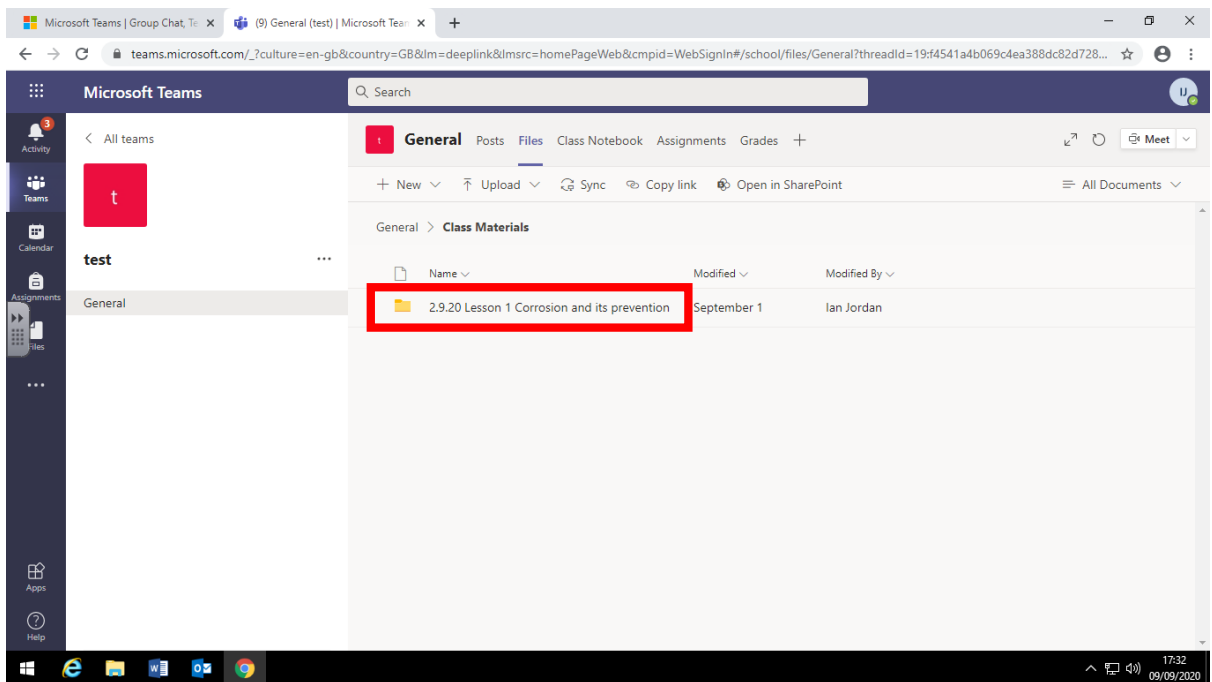 Microsoft Teams | Group Chat, Te
(9) General (test) | Microsoft Tean
teams.microsoft.com/_?culture=en-gb&country=GB&lm=deeplink&lmsrc=homePageWeb&cmpid=WebSignIn#/school/files/General?threadId=19:f4541a4b069c4ea388dc82d728...
Microsoft Teams
Search
U
3
Activity
Teams
Calendar
Assignments
Files
Apps
Help
All teams
t
test
General
t
General Posts Files Class Notebook Assignments Grades
Meet
New Upload Sync Copy link Open in SharePoint
All Documents
General > Class Materials
Name Modified Modified By
2.9.20 Lesson 1 Corrosion and its prevention September 1 Ian Jordan
17:32
09/09/2020